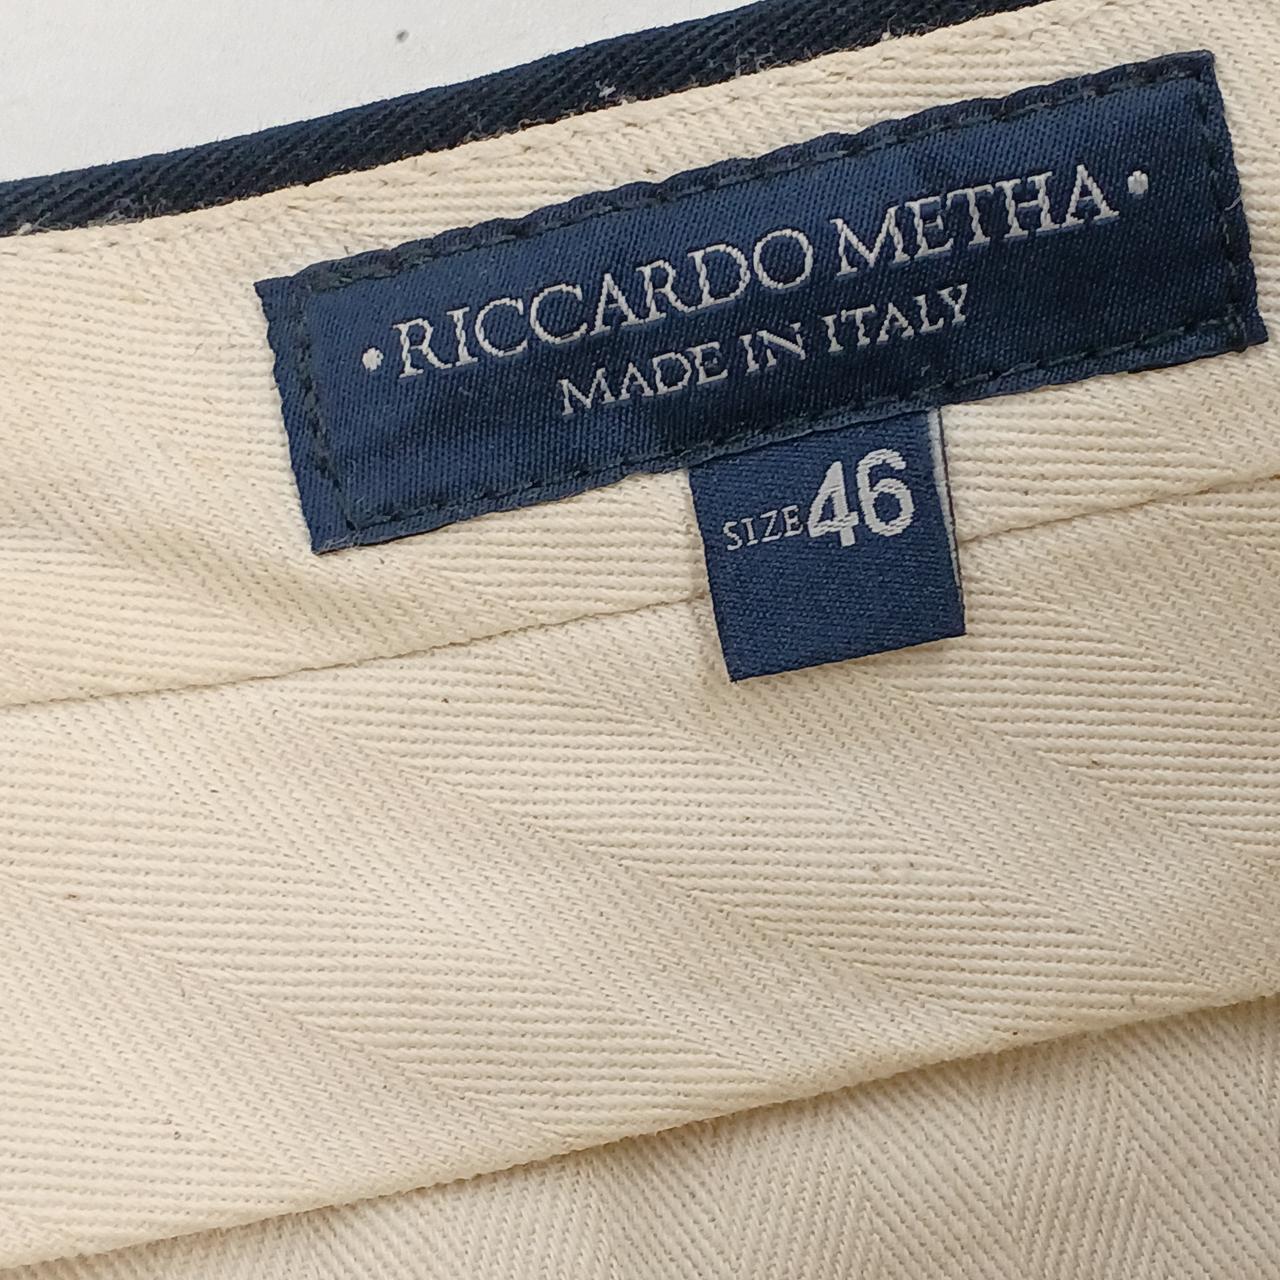 • RICCARDO METHA •
MADE IN ITALY
SIZE 46